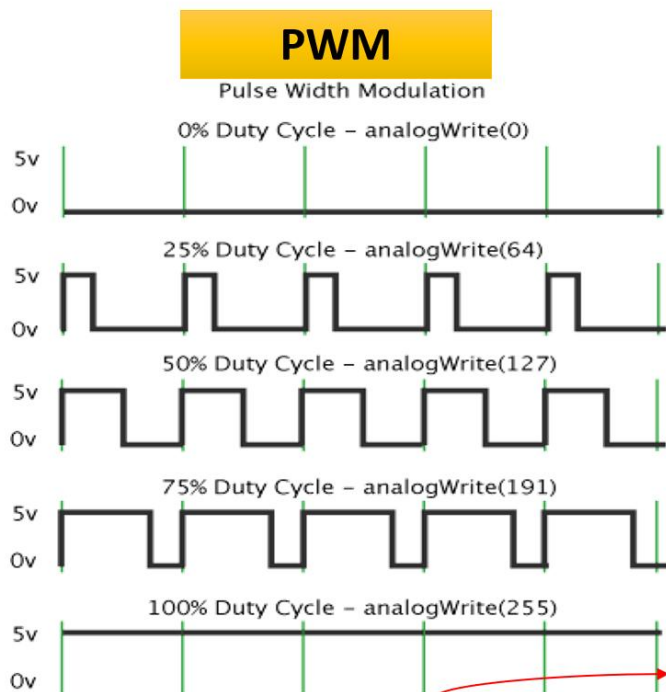 PWM
Pulse Width Modulation
0% Duty Cycle – analogWrite(0)
5v
0v
25% Duty Cycle – analogWrite(64)
5v
0v
50% Duty Cycle – analogWrite(127)
5v
0v
75% Duty Cycle – analogWrite(191)
5v
0v
100% Duty Cycle – analogWrite(255)
5v
0v